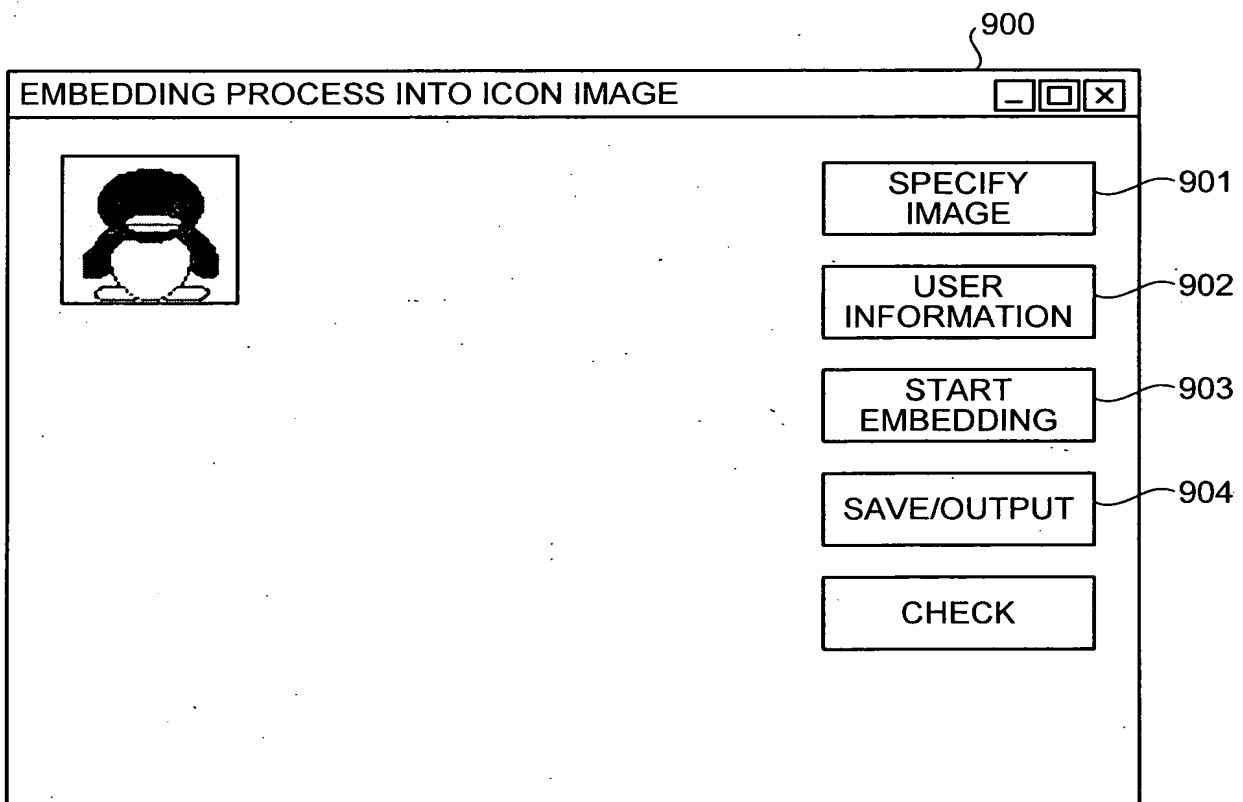 900
EMBEDDING PROCESS INTO ICON IMAGE
SPECIFY
IMAGE
901
USER
INFORMATION
902
START
EMBEDDING
903
SAVE/OUTPUT
904
CHECK